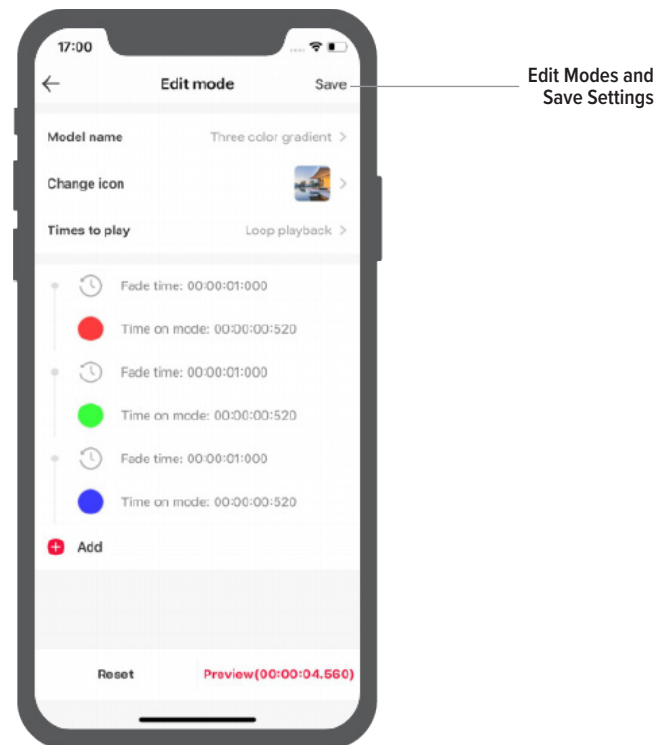 17:00
Edit mode
Save
Edit Modes and
Save Settings
Model name
Three color gradient
Change icon
Times to play
Loop playback
Fade time: 00:00:01:000
Time on mode: 00:00:00:520
Fade time: 00:00:01:000
Time on mode: 00:00:00:520
Fade time: 00:00:01:000
Time on mode: 00:00:00:520
Add
Reset
Preview(00:00:04.560)